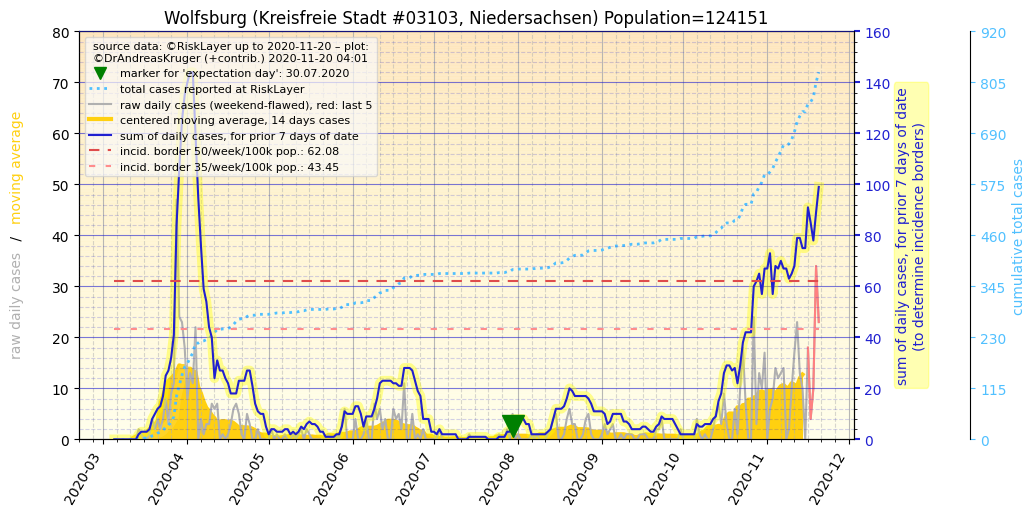 Wolfsburg (Kreisfreie Stadt #03103, Niedersachsen) Population=124151
source data: ©RiskLayer up to 2020-11-20 – plot:
©DrAndreasKruger (+contrib.) 2020-11-20 04:01
marker for 'expectation day': 30.07.2020
total cases reported at RiskLayer
raw daily cases (weekend-flawed), red: last 5
centered moving average, 14 days cases
sum of daily cases, for prior 7 days of date
incid. border 50/week/100k pop.: 62.08
incid. border 35/week/100k pop.: 43.45
raw daily cases / moving average
80
70
60
50
40
30
20
10
0
160
140
120
100
80
60
40
20
0
sum of daily cases, for prior 7 days of date
(to determine incidence borders)
920
805
690
575
460
345
230
115
0
cumulative total cases
2020-03
2020-04
2020-05
2020-06
2020-07
2020-08
2020-09
2020-10
2020-11
2020-12